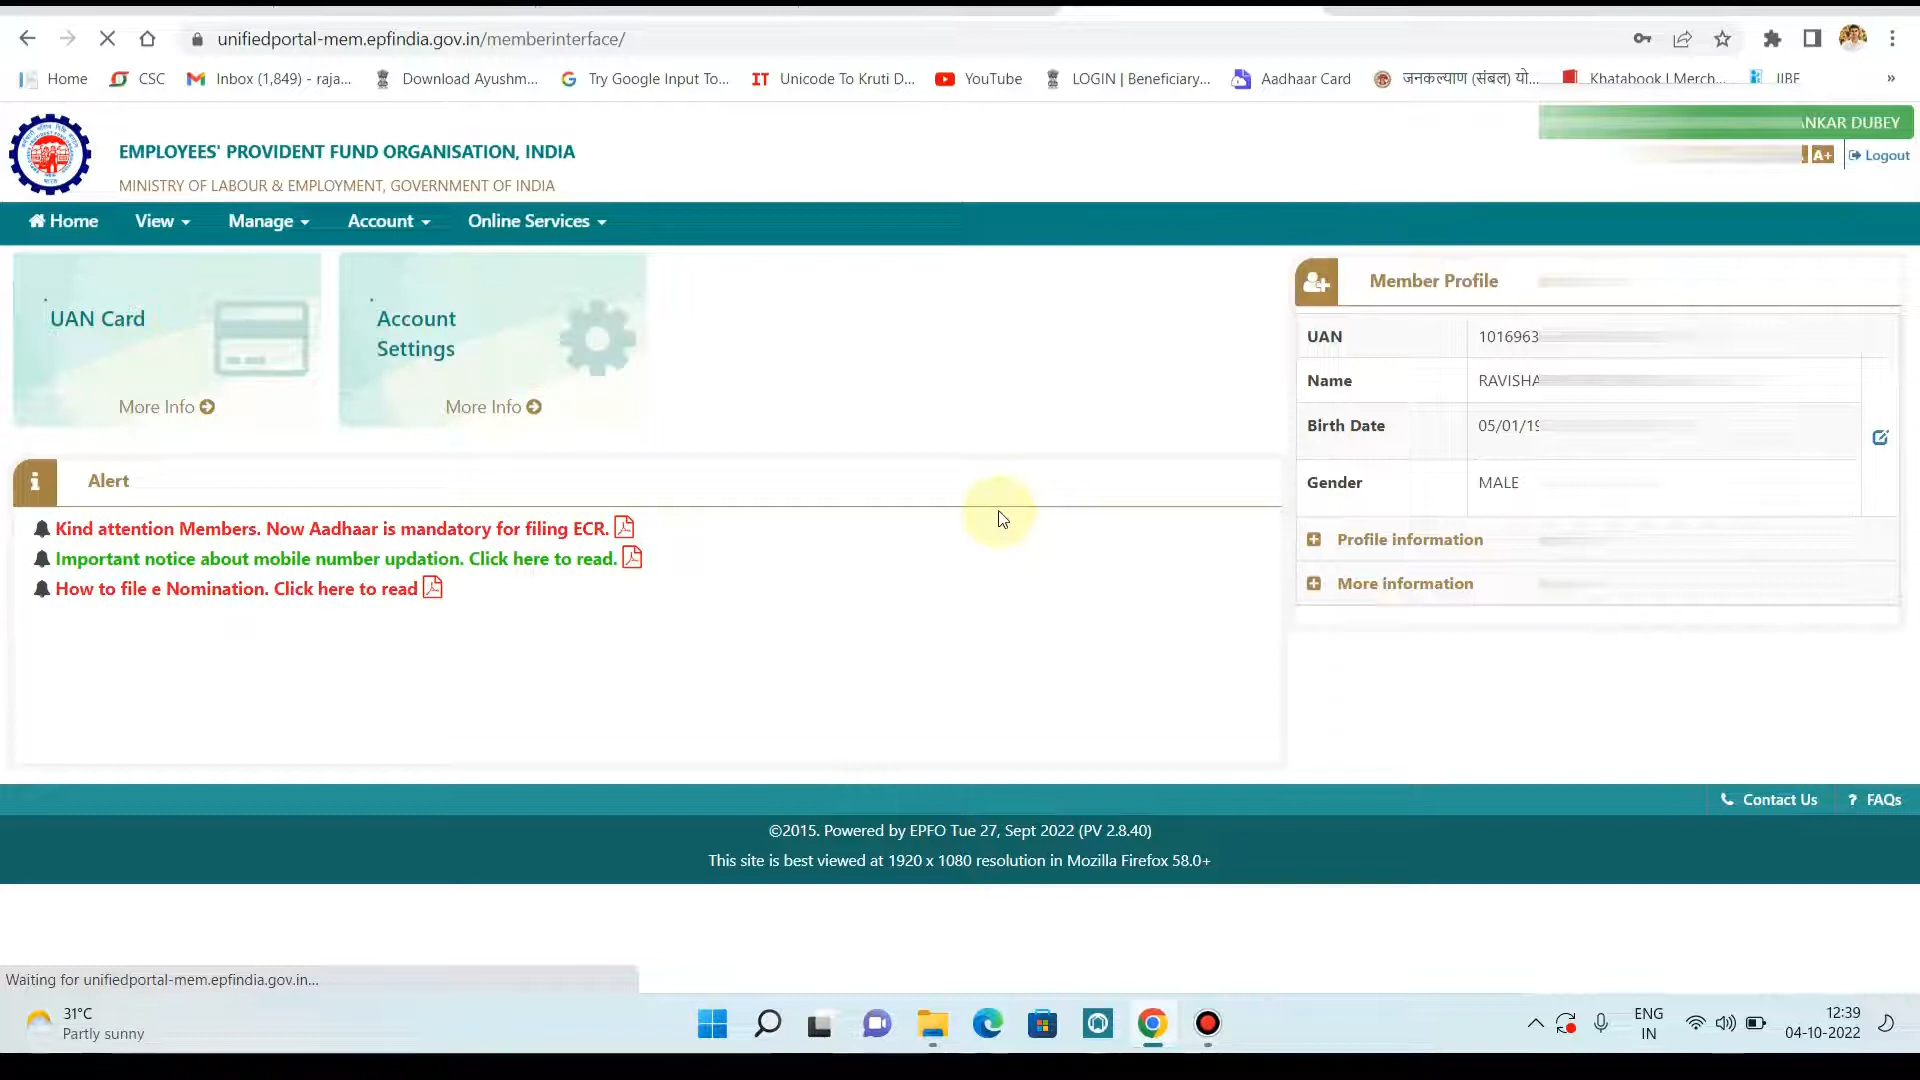 unifiedportal-mem.epfindia.gov.in/memberinterface/
Home CSC Inbox (1,849) - raja... Download Ayushm... Try Google Input To... IT Unicode To Kruti D... YouTube LOGIN | Beneficiary... Aadhaar Card जनकल्याण (संबल) यो... Khatabook | Merch... »
EMPLOYEES' PROVIDENT FUND ORGANISATION, INDIA
MINISTRY OF LABOUR & EMPLOYMENT, GOVERNMENT OF INDIA
NKAR DUBEY
A+ Logout
Home View Manage Account Online Services
UAN Card
More Info
Account
Settings
More Info
Member Profile
UAN 1016963
Name RAVISHA
Birth Date 05/01/19
Gender MALE
Profile information
More information
Alert
Kind attention Members. Now Aadhaar is mandatory for filing ECR.
Important notice about mobile number updation. Click here to read.
How to file e Nomination. Click here to read
Contact Us ? FAQs
©2015. Powered by EPFO Tue 27, Sept 2022 (PV 2.8.40)
This site is best viewed at 1920 x 1080 resolution in Mozilla Firefox 58.0+
Waiting for unifiedportal-mem.epfindia.gov.in...
31°C
Partly sunny
ENG
IN
12:39
04-10-2022